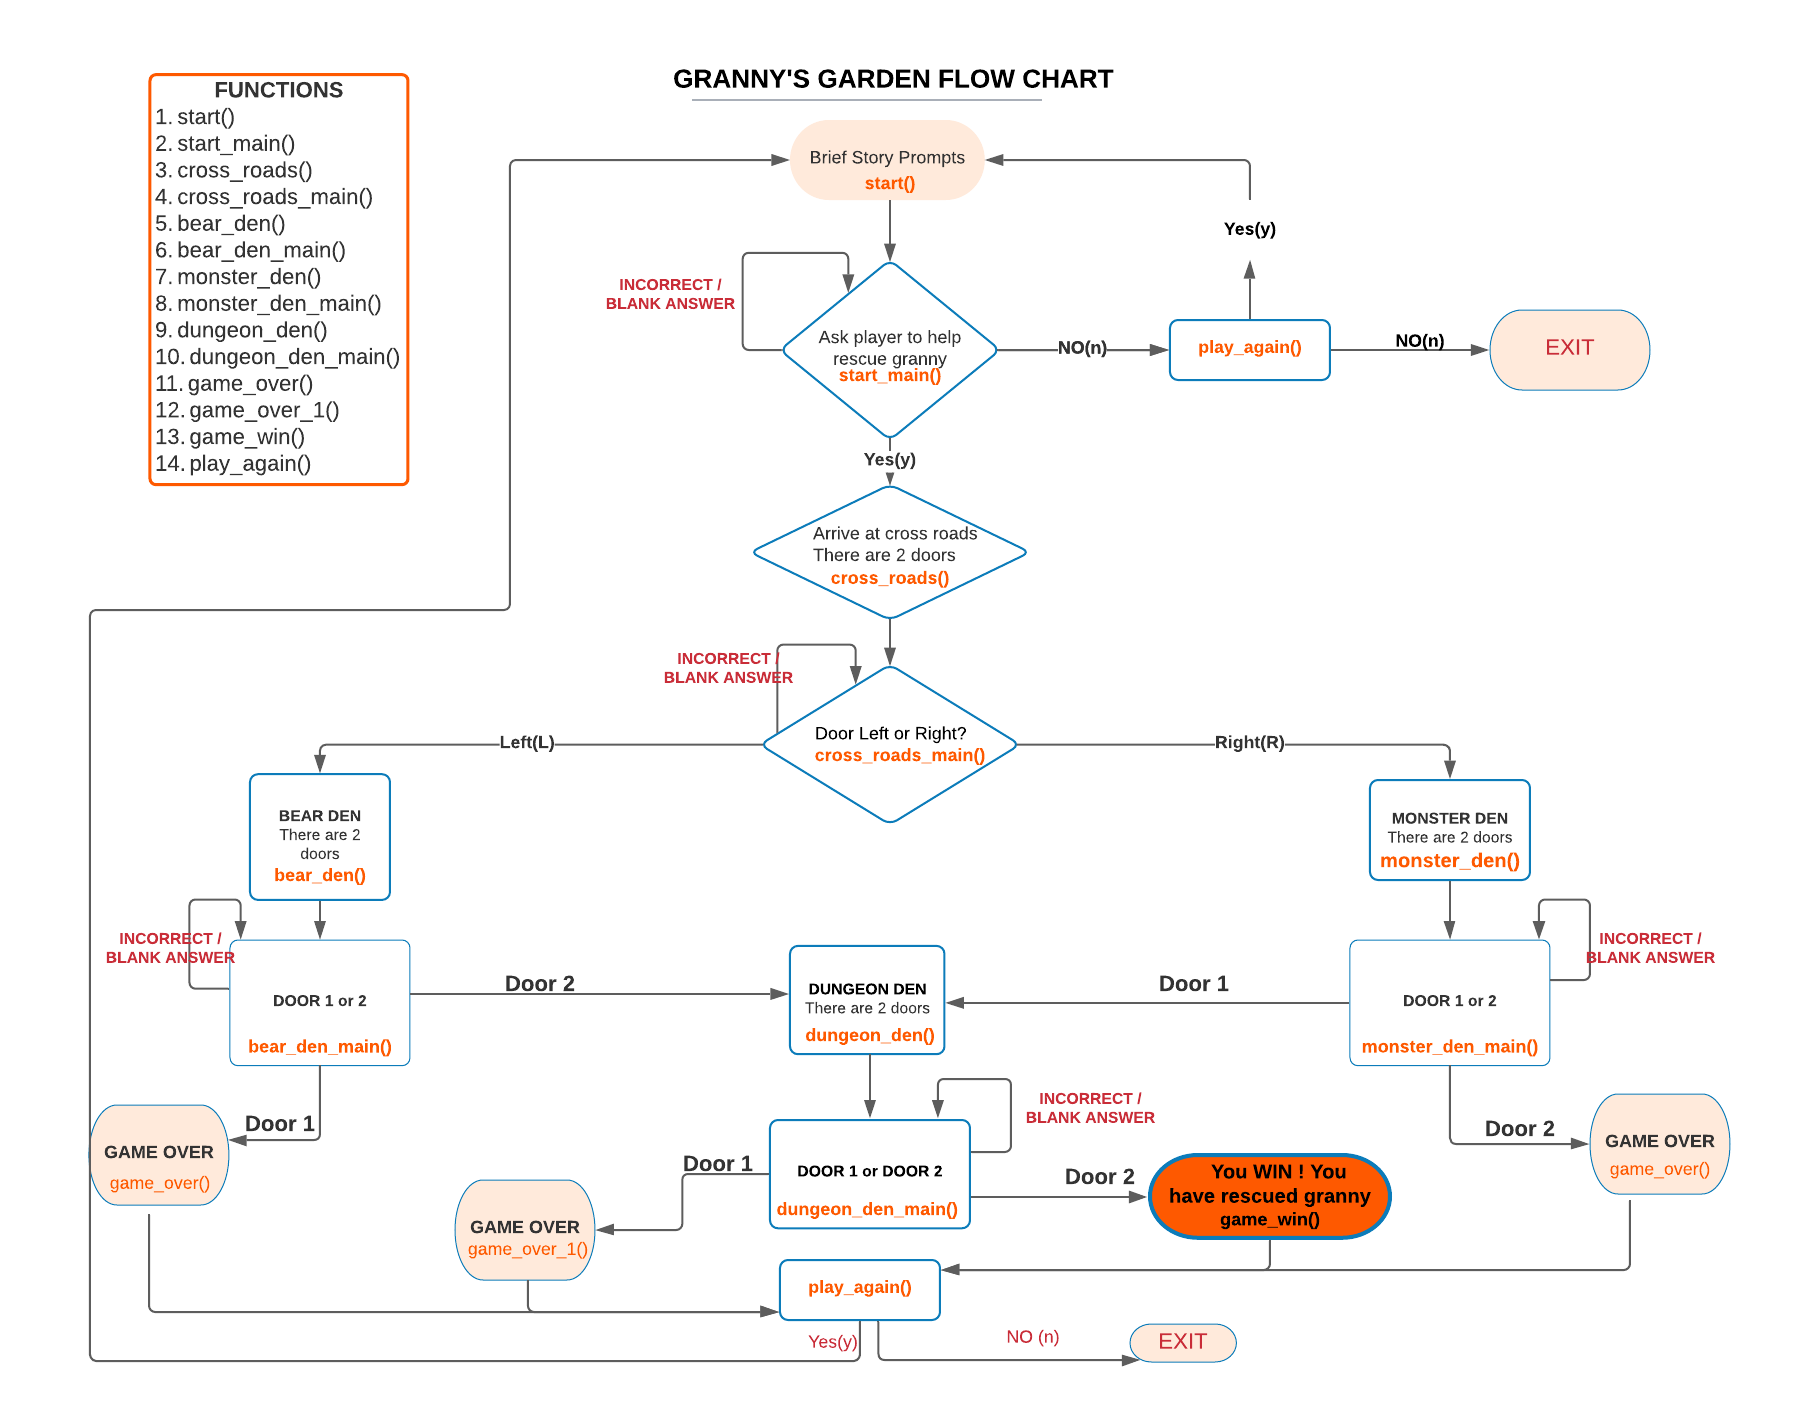 GRANNY'S GARDEN FLOW CHART
FUNCTIONS
1. start()
2. start_main()
3. cross_roads()
4. cross_roads_main()
5. bear_den()
6. bear_den_main()
7. monster_den()
8. monster_den_main()
9. dungeon_den()
10. dungeon_den_main()
11. game_over()
12. game_over_1()
13. game_win()
14. play_again()
Brief Story Prompts
start()
Yes(y)
INCORRECT /
BLANK ANSWER
Ask player to help
rescue granny
start_main()
NO(n)
play_again()
NO(n)
EXIT
Yes(y)
Arrive at cross roads
There are 2 doors
cross_roads()
INCORRECT /
BLANK ANSWER
Door Left or Right?
cross_roads_main()
Left(L)
Right(R)
BEAR DEN
There are 2
doors
bear_den()
MONSTER DEN
There are 2 doors
monster_den()
INCORRECT /
BLANK ANSWER
DOOR 1 or 2
bear_den_main()
Door 2
DUNGEON DEN
There are 2 doors
dungeon_den()
Door 1
DOOR 1 or 2
monster_den_main()
INCORRECT /
BLANK ANSWER
Door 1
GAME OVER
game_over()
INCORRECT /
BLANK ANSWER
Door 2
GAME OVER
game_over()
Door 1
DOOR 1 or DOOR 2
dungeon_den_main()
Door 2
You WIN ! You
have rescued granny
game_win()
GAME OVER
game_over_1()
play_again()
Yes(y)
NO (n)
EXIT